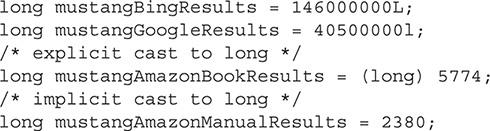 long mustangBingResults = 146000000L;
long mustangGoogleResults = 40500000l;
/* explicit cast to long */
long mustangAmazonBookResults = (long) 5774;
/* implicit cast to long */
long mustangAmazonManualResults = 2380;